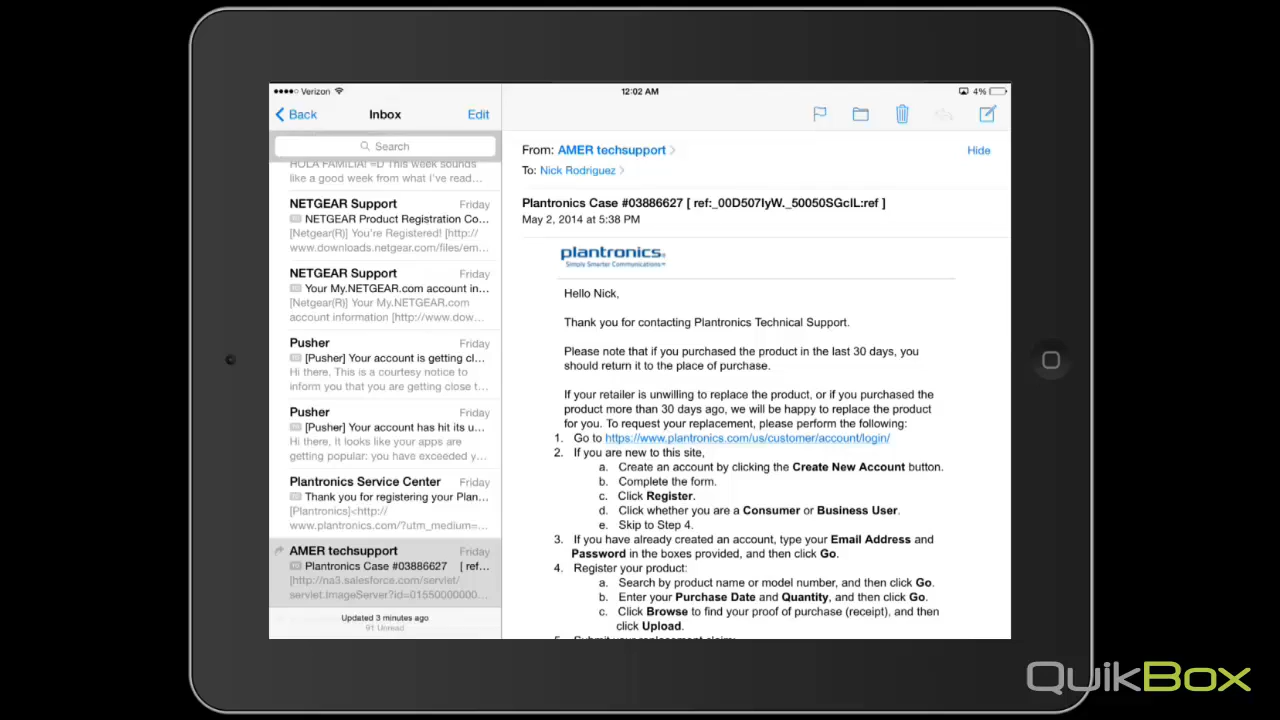 Verizon
12:02 AM
4%
Back
Inbox
Edit
Search
HOLA FAMILIA! =D This week sounds
like a good week from what I've read...
NETGEAR Support
Friday
NETGEAR Product Registration Co...
[Netgear(R)] You're Registered! [http://
www.downloads.netgear.com/files/em...
NETGEAR Support
Friday
Your My.NETGEAR.com account in...
[Netgear(R)] Your My.NETGEAR.com
account information [http://www.dow...
Pusher
Friday
[Pusher] Your account is getting cl...
Hi there, This is a courtesy notice to
inform you that you are getting close t...
Pusher
Friday
[Pusher] Your account has hit its u...
Hi there, It looks like your apps are
getting popular: you have exceeded y...
Plantronics Service Center
Friday
Thank you for registering your Plan...
[Plantronics]<http://
www.plantronics.com/?utm_medium=...
AMER techsupport
Friday
Plantronics Case #03886627 [ ref...
[http://na3.salesforce.com/servlet/
servlet.ImageServer?id=01550000000...
Updated 3 minutes ago
91 Unread
From: AMER techsupport
Hide
To: Nick Rodriguez
Plantronics Case #03886627 [ ref:_00D507IyW._50050SGcIL:ref ]
May 2, 2014 at 5:38 PM
plantronics®
Simply Smarter Communications™
Hello Nick,
Thank you for contacting Plantronics Technical Support.
Please note that if you purchased the product in the last 30 days, you
should return it to the place of purchase.
If your retailer is unwilling to replace the product, or if you purchased the
product more than 30 days ago, we will be happy to replace the product
for you. To request your replacement, please perform the following:
1. Go to https://www.plantronics.com/us/customer/account/login/
2. If you are new to this site,
a. Create an account by clicking the Create New Account button.
b. Complete the form.
c. Click Register.
d. Click whether you are a Consumer or Business User.
e. Skip to Step 4.
3. If you have already created an account, type your Email Address and
Password in the boxes provided, and then click Go.
4. Register your product:
a. Search by product name or model number, and then click Go.
b. Enter your Purchase Date and Quantity, and then click Go.
c. Click Browse to find your proof of purchase (receipt), and then
click Upload.
5. Submit your replacement claim:
QuikBox